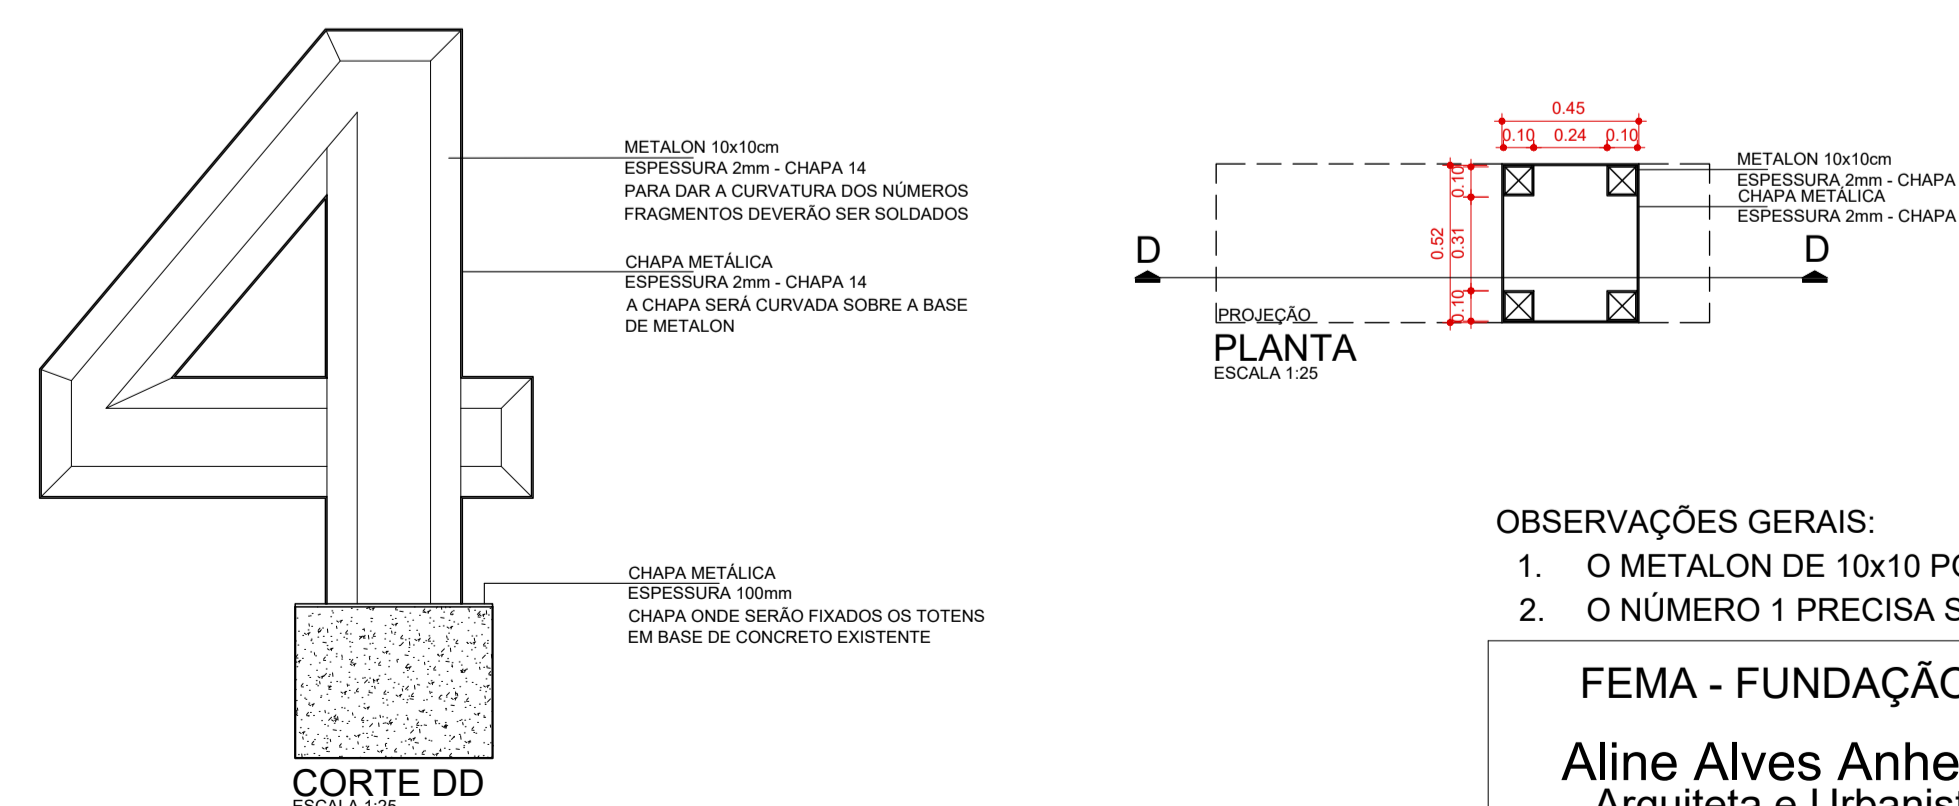 METALON 10x10cm
ESPESSURA 2mm - CHAPA 14
PARA DAR A CURVATURA DOS NÚMEROS
FRAGMENTOS DEVERÃO SER SOLDADOS
CHAPA METÁLICA
ESPESSURA 2mm - CHAPA 14
A CHAPA SERÁ CURVADA SOBRE A BASE
DE METALON
CHAPA METÁLICA
ESPESSURA 100mm
CHAPA ONDE SERÃO FIXADOS OS TOTENS
EM BASE DE CONCRETO EXISTENTE
CORTE DD
ESCALA 1:25
0.45
0.10 0.24 0.10
0.10
0.52
0.31
0.10
METALON 10x10cm
ESPESSURA 2mm - CHAPA
CHAPA METÁLICA
ESPESSURA 2mm - CHAPA
D
D
PROJEÇÃO
PLANTA
ESCALA 1:25
OBSERVAÇÕES GERAIS:
1. O METALON DE 10x10
2. O NÚMERO 1 PRECISA
FEMA - FUNDAÇÃO
Aline Alves
Arquiteta e